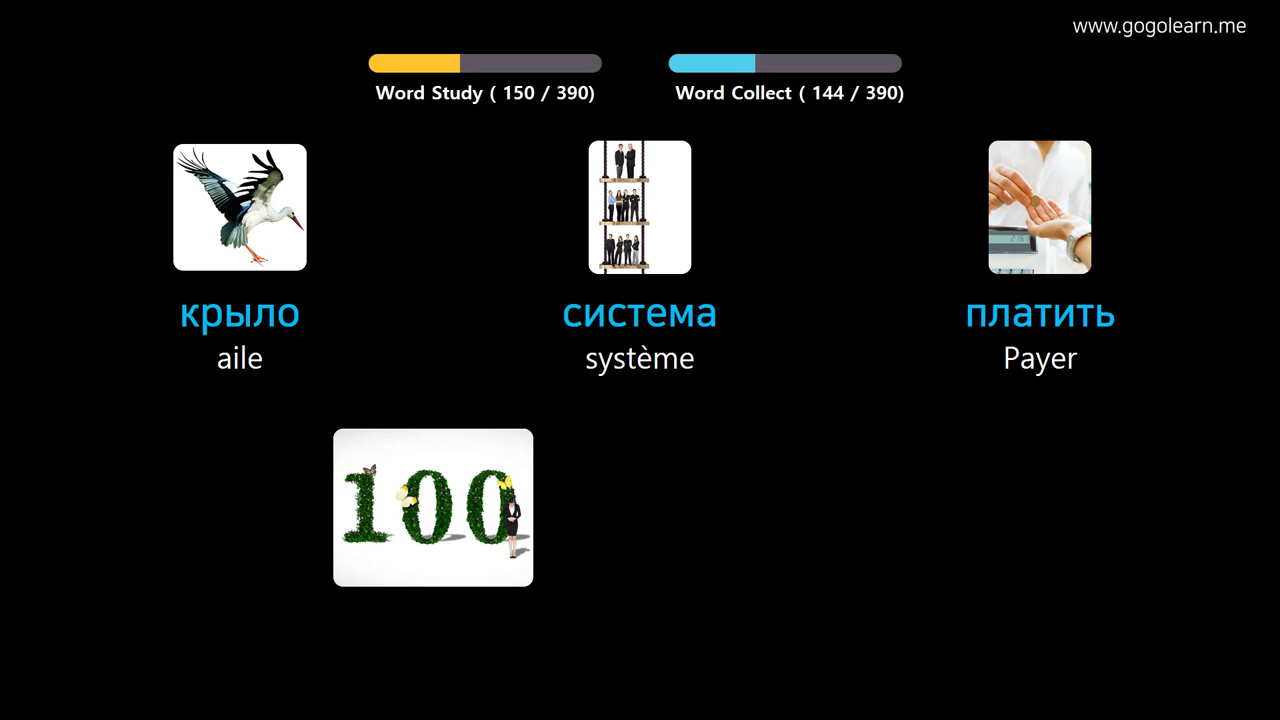 www.gogolearn.me
Word Study ( 150 / 390)
Word Collect ( 144 / 390)
крыло
система
платить
aile
système
Payer
100